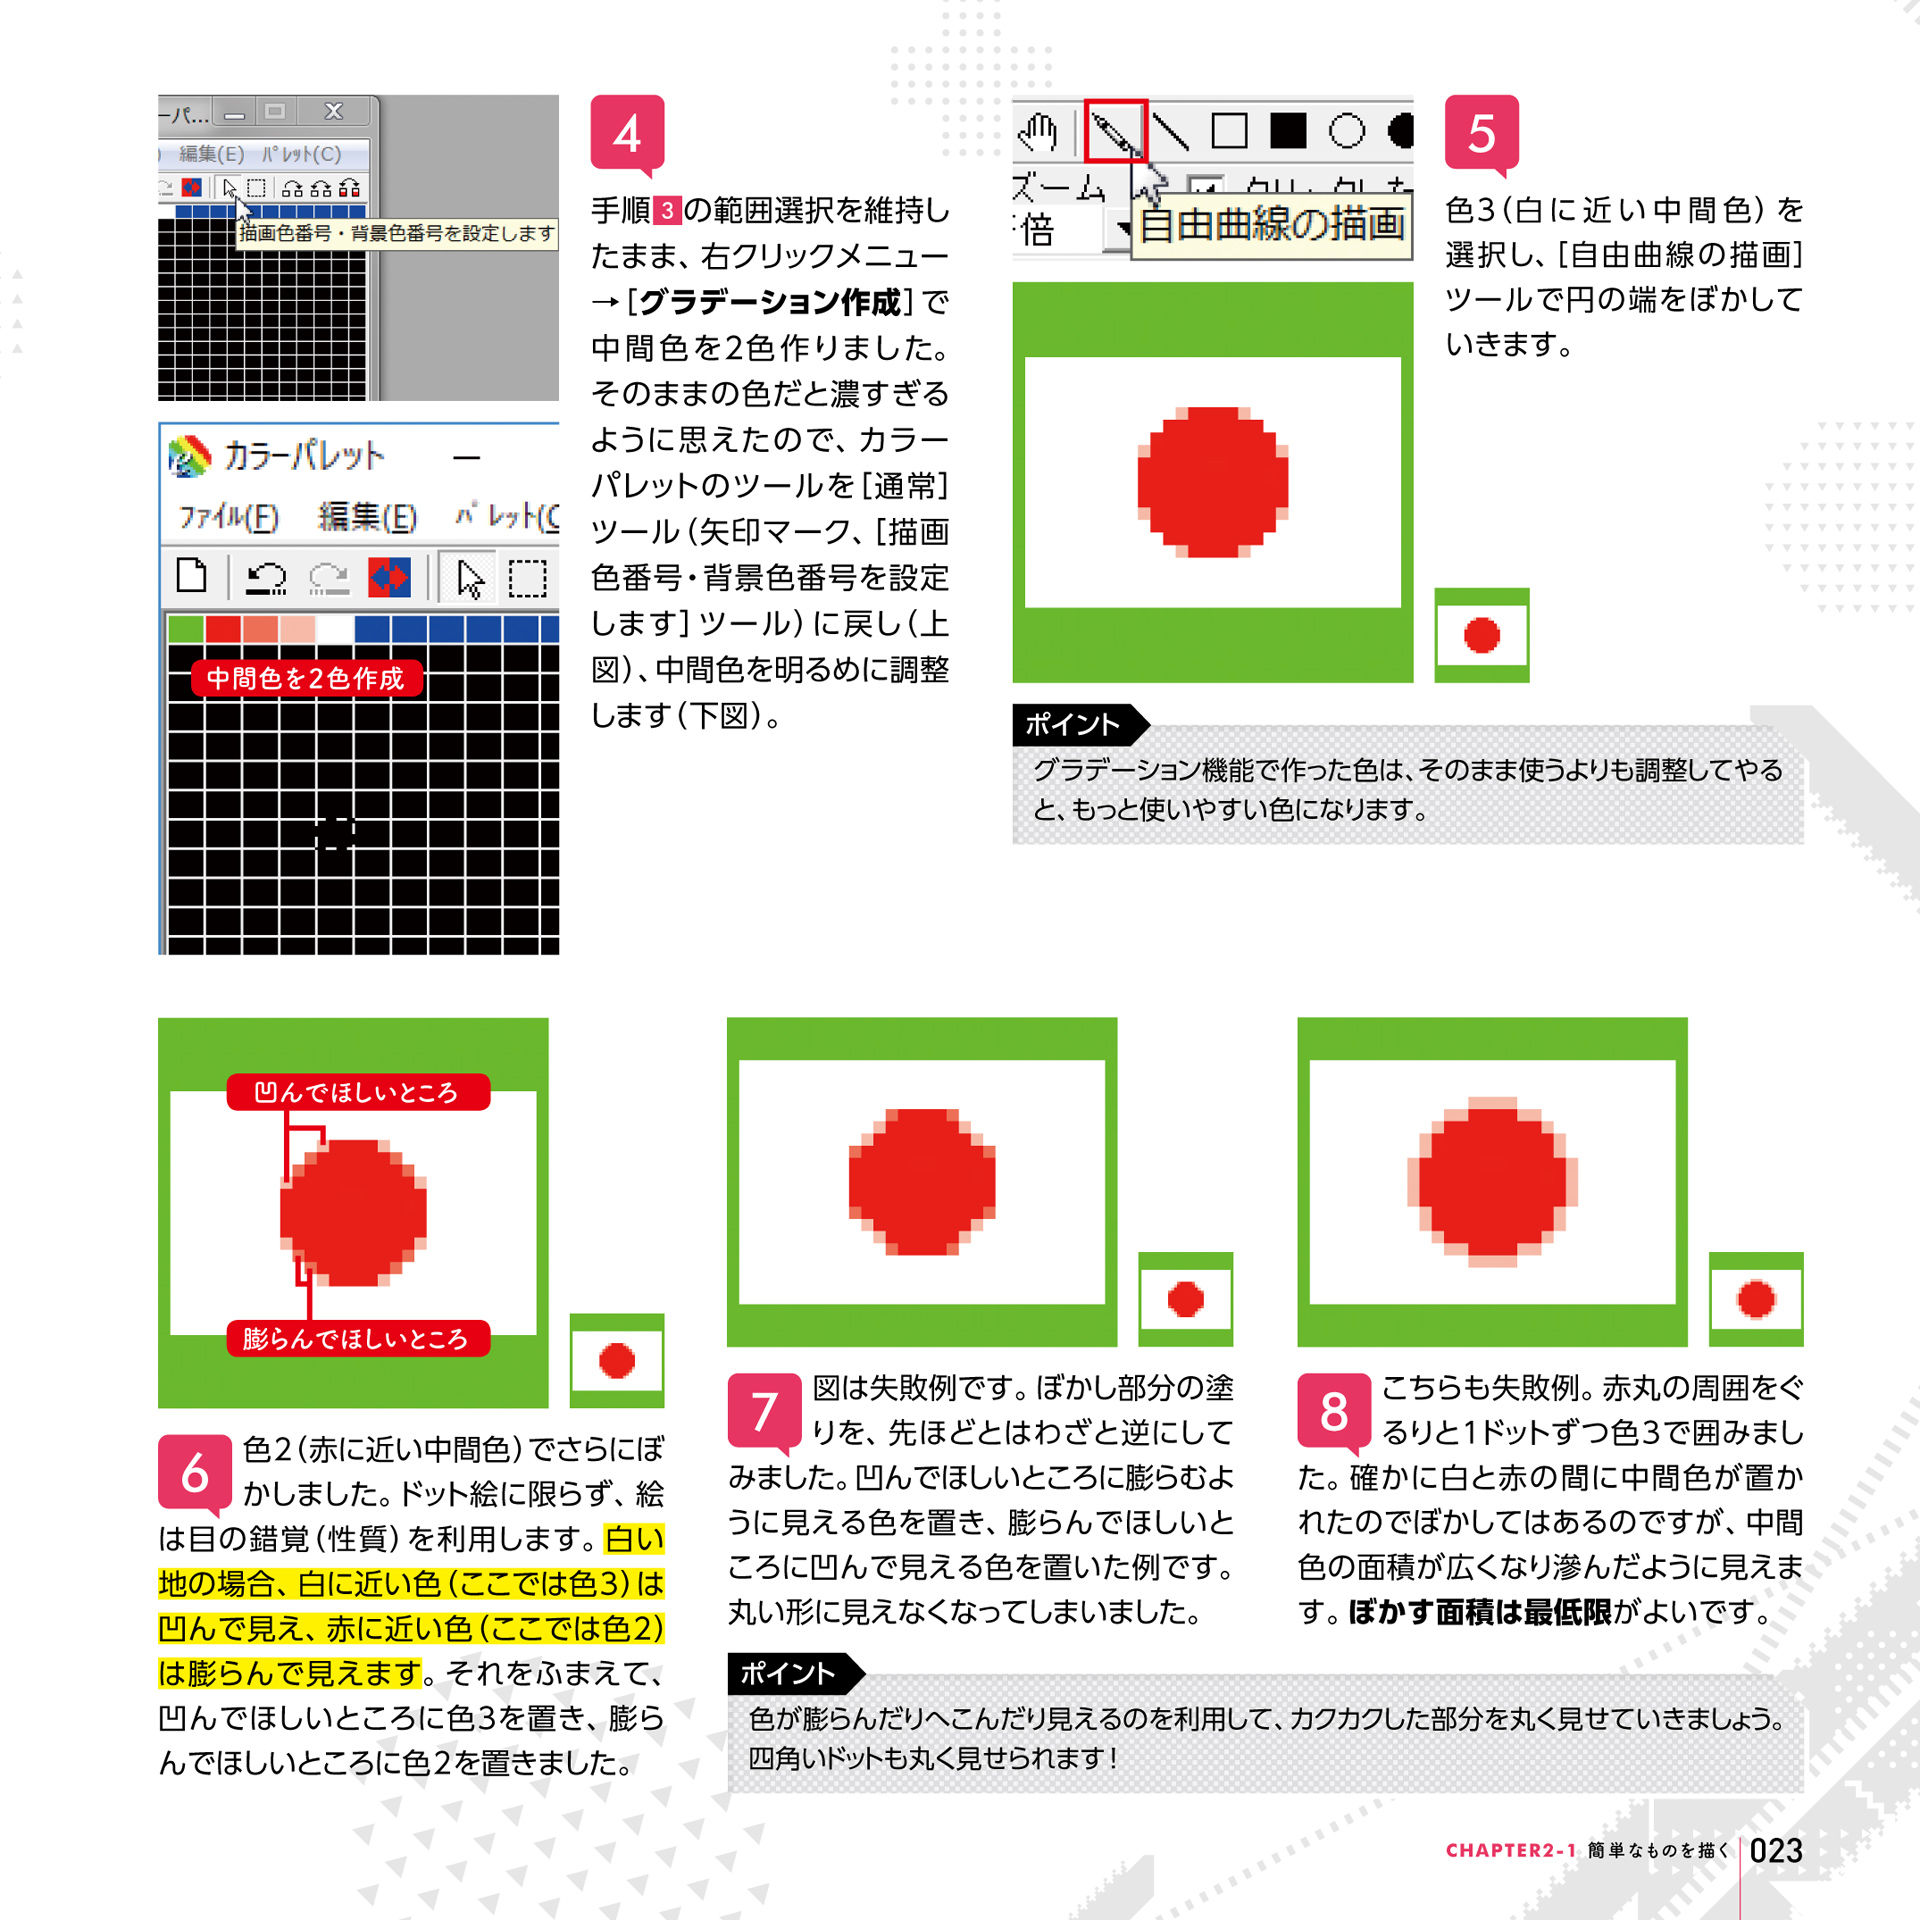 ーパ...
編集(E) パレット(C)
描画色番号・背景色番号を設定します
カラーパレット
ファイル(F) 編集(E) パレット(C
中間色を2色作成
4
手順3の範囲選択を維持し
たまま、右クリックメニュー
→[グラデーション作成]で
中間色を2色作りました。
そのままの色だと濃すぎる
ように思えたので、カラー
パレットのツールを[通常]
ツール(矢印マーク、[描画
色番号・背景色番号を設定
します]ツール)に戻し(上
図)、中間色を明るめに調整
します(下図)。
ズーム
倍
自由曲線の描画
5
色3(白に近い中間色)を
選択し、[自由曲線の描画]
ツールで円の端をぼかして
いきます。
ポイント
グラデーション機能で作った色は、そのまま使うよりも調整してやる
と、もっと使いやすい色になります。
凹んでほしいところ
膨らんでほしいところ
6
色2(赤に近い中間色)でさらにぼ
かしました。ドット絵に限らず、絵
は目の錯覚(性質)を利用します。白い
地の場合、白に近い色(ここでは色3)は
凹んで見え、赤に近い色(ここでは色2)
は膨らんで見えます。それをふまえて、
凹んでほしいところに色3を置き、膨ら
んでほしいところに色2を置きました。
7
図は失敗例です。ぼかし部分の塗
りを、先ほどとはわざと逆にして
みました。凹んでほしいところに膨らむよ
うに見える色を置き、膨らんでほしいと
ころに凹んで見える色を置いた例です。
丸い形に見えなくなってしまいました。
8
こちらも失敗例。赤丸の周囲をぐ
るりと1ドットずつ色3で囲みまし
た。確かに白と赤の間に中間色が置か
れたのでぼかしてはあるのですが、中間
色の面積が広くなり滲んだように見えま
す。ぼかす面積は最低限がよいです。
ポイント
色が膨らんだりへこんだり見えるのを利用して、カクカクした部分を丸く見せていきましょう。
四角いドットも丸く見せられます!
CHAPTER2-1 簡単なものを描く 023